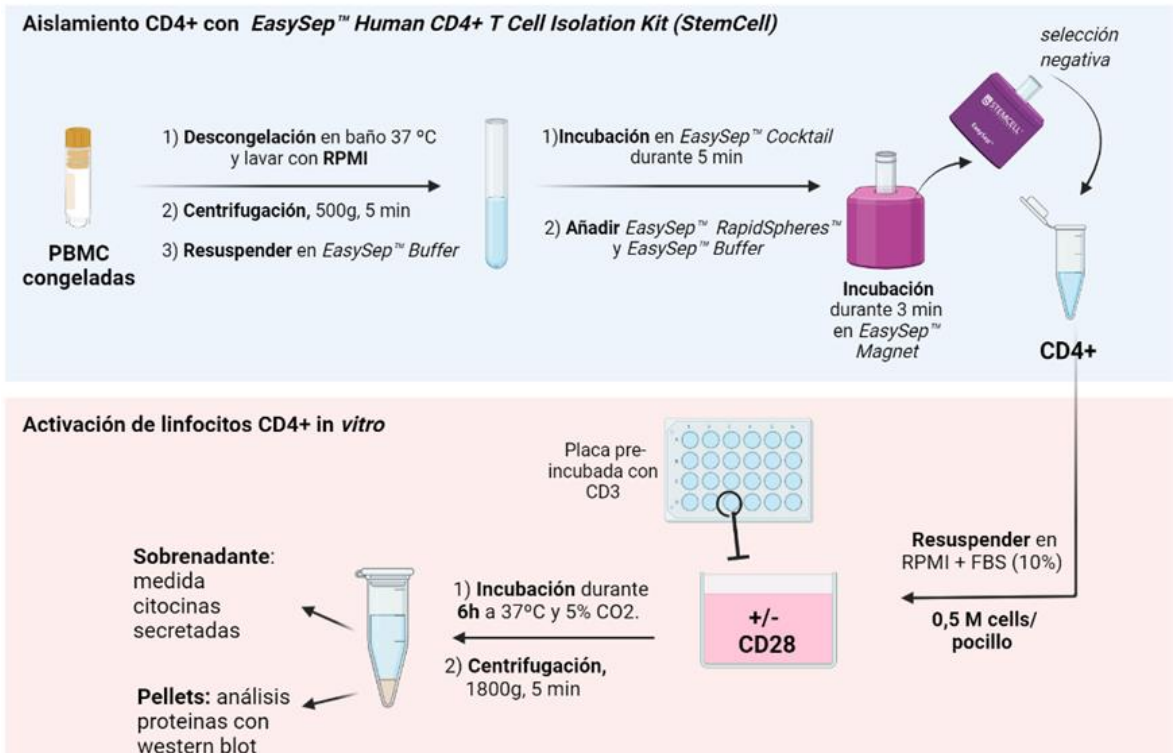 Aislamiento CD4+ con EasySep™ Human CD4+ T Cell Isolation Kit (StemCell)
selección
negativa
1) Descongelación en baño 37 ºC
y lavar con RPMI
2) Centrifugación, 500g, 5 min
3) Resuspender en EasySep™ Buffer
PBMC
congeladas
1)Incubación en EasySep™ Cocktail
durante 5 min
2) Añadir EasySep™ RapidSpheres™
y EasySep™ Buffer
STEMCELL™
EasySep™
Incubación
durante 3 min
en EasySep™
Magnet
CD4+
Activación de linfocitos CD4+ in vitro
Placa pre-
incubada con
CD3
Resuspender en
RPMI + FBS (10%)
0,5 M cells/
pocillo
+/-
CD28
1) Incubación durante
6h a 37ºC y 5% CO2.
2) Centrifugación,
1800g, 5 min
Sobrenadante:
medida
citocinas
secretadas
Pellets: análisis
proteinas con
western blot